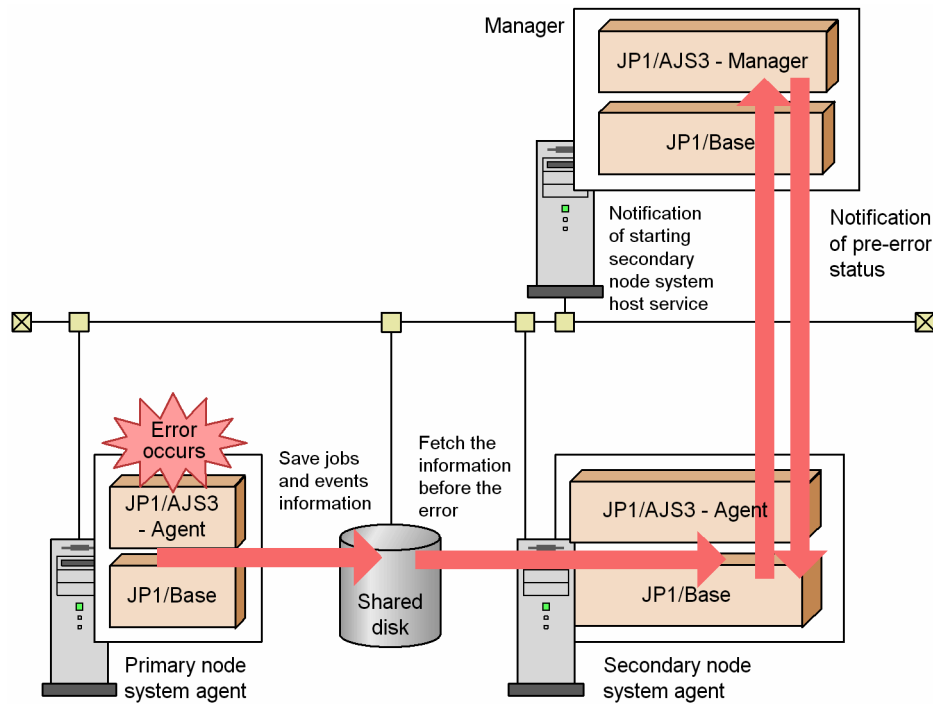 Manager
JP1/AJS3 - Manager
JP1/Base
Notification
of starting
secondary
node system
host service
Notification
of pre-error
status
Error
occurs
JP1/AJS3
- Agent
JP1/Base
Primary node
system agent
Save jobs
and events
information
Shared
disk
Fetch the
information
before the
error
JP1/AJS3 - Agent
JP1/Base
Secondary node
system agent